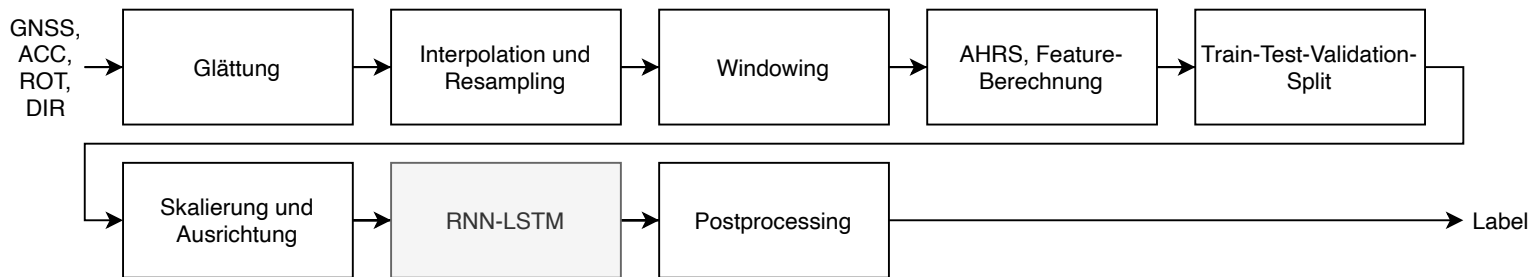 GNSS,
ACC,
ROT,
DIR
Glättung
Interpolation und
Resampling
Windowing
AHRS, Feature-
Berechnung
Train-Test-Validation-
Split
Skalierung und
Ausrichtung
RNN-LSTM
Postprocessing
Label